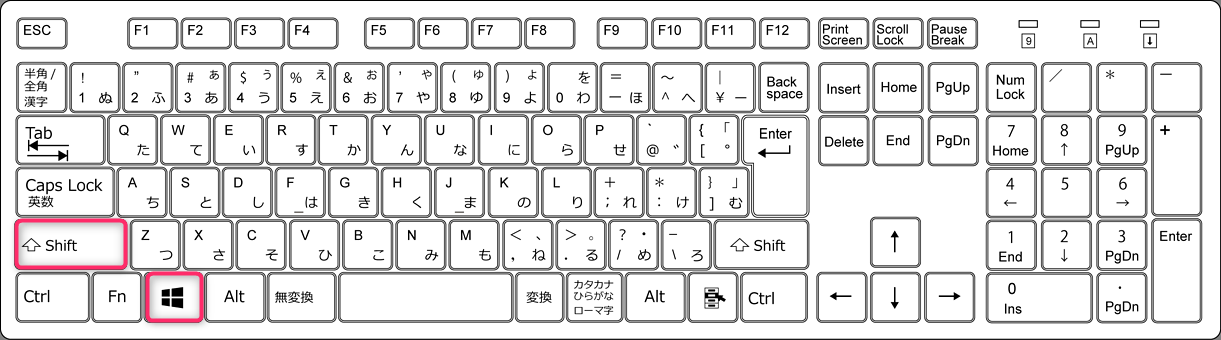 ESC F1 F2 F3 F4 F5 F6 F7 F8 F9 F10 F11 F12 Print Scroll Pause
Screen Lock Break 9 A ⬇
半角/ ! ” # ぁ $ ぅ % ぇ & ぉ ’ ゃ ( ゅ ) ょ を = ～ | Back Insert Home PgUp Num ／ * －
全角 space Lock
漢字 1 ぬ 2 ふ 3 あ 4 う 5 え 6 お 7 や 8 ゆ 9 よ 0 わ ー ほ ^ へ ¥ ー
Tab Q W E R T Y U I O P ` { 「 Enter Delete End PgDn 7 8 9 +
た て い す か ん な に ら せ @ ゛ [ ゜ Home ↑ PgUp
Caps Lock A S D F G H J K L + * } 」 4 5 6
英数 ち と し _は き く _ま の り ; れ : け ] む ← →
Shift Z X C V B N M < 、 > 。 ? ・ _ Shift ↑ 1 2 3 Enter
つ さ そ ひ こ み も , ね . る / め \ ろ End ↓ PgDn
Ctrl Fn Alt 無変換 変換 カタカナ Alt Ctrl ← ↓ → 0 .
ひらがな Ins PgDn
ローマ字